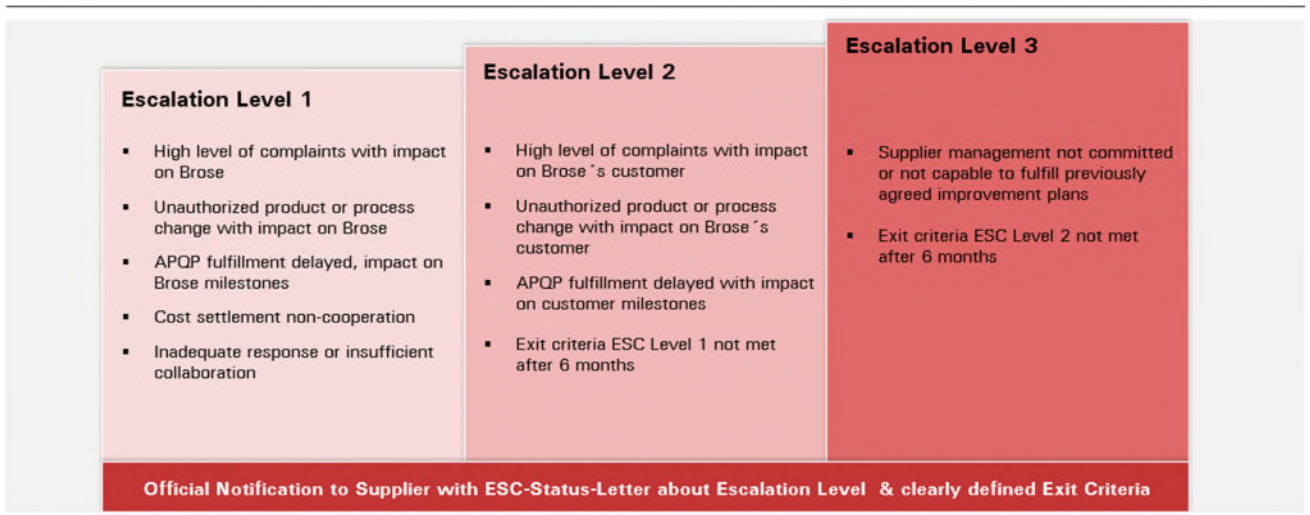 Escalation Level 1
▪ High level of complaints with impact
on Brose
▪ Unauthorized product or process
change with impact on Brose
▪ APQP fulfillment delayed, impact on
Brose milestones
▪ Cost settlement non-cooperation
▪ Inadequate response or insufficient
collaboration
Escalation Level 2
▪ High level of complaints with impact
on Brose´s customer
▪ Unauthorized product or process
change with impact on Brose´s
customer
▪ APQP fulfillment delayed with impact
on customer milestones
▪ Exit criteria ESC Level 1 not met
after 6 months
Escalation Level 3
▪ Supplier management not committed
or not capable to fulfill previously
agreed improvement plans
▪ Exit criteria ESC Level 2 not met
after 6 months
Official Notification to Supplier with ESC-Status-Letter about Escalation Level & clearly defined Exit Criteria